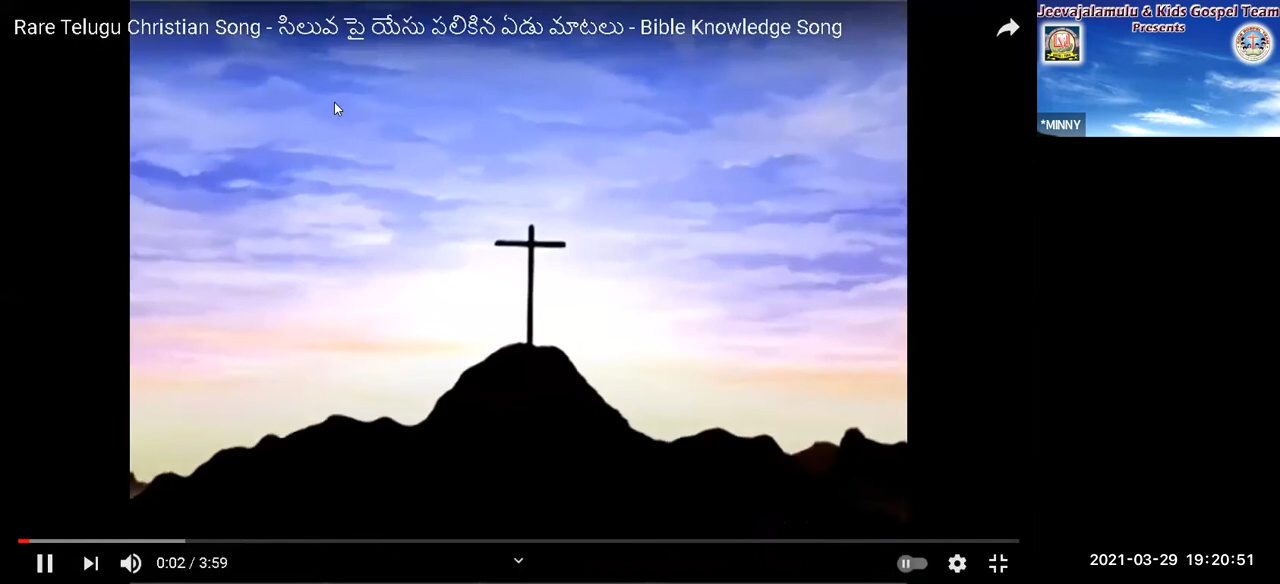 Rare Telugu Christian Song - సిలువ పై యేసు పలికిన ఏడు మాటలు - Bible Knowledge Song
Jeevajalamulu & Kids Gospel Team
Presents
*MINNY
0:02 / 3:59
2021-03-29 19:20:51